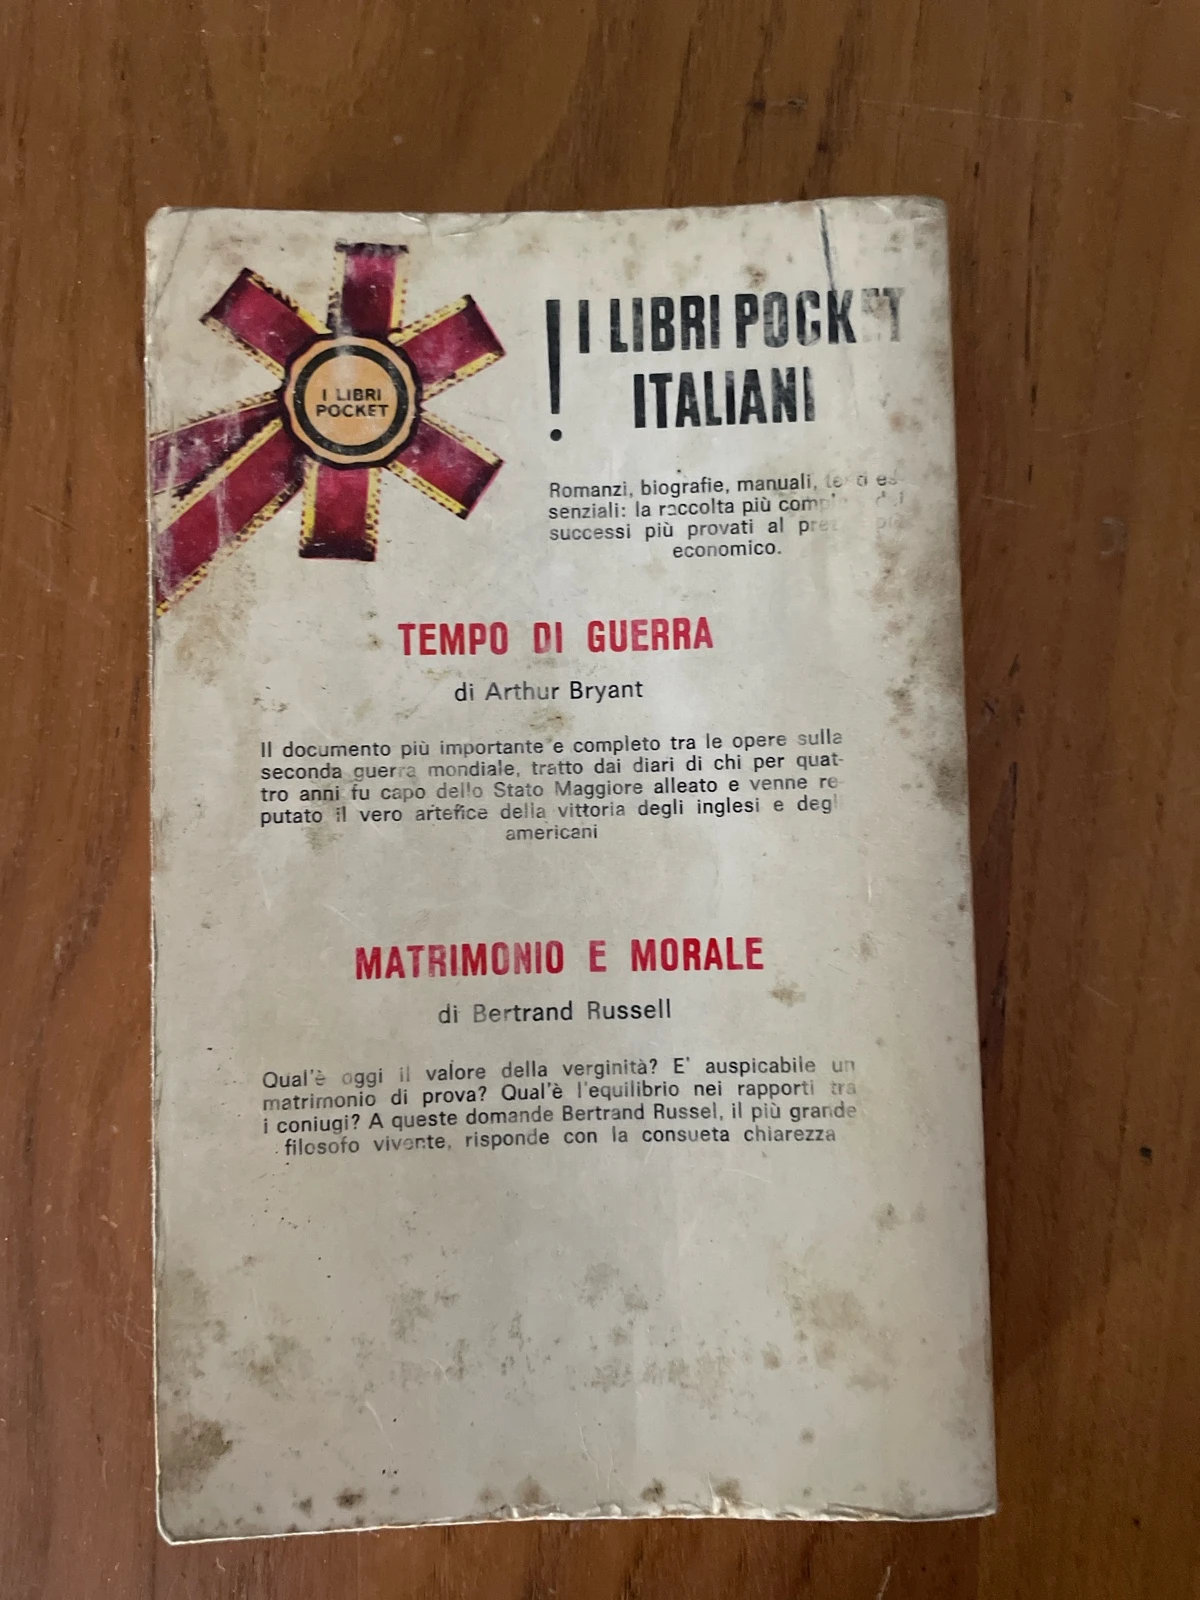 I LIBRI
POCKET
! I LIBRI POCKET
ITALIANI
Romanzi, biografie, manuali, es-
senziali: la raccolta più
successi più provati al
economico.
TEMPO DI GUERRA
di Arthur Bryant
Il documento più importante e completo tra le opere sulla
seconda guerra mondiale, tratto dai diari di chi per quat-
tro anni fu capo dello Stato Maggiore alleato e venne re-
putato il vero artefice della vittoria degli inglesi e degli
americani
MATRIMONIO E MORALE
di Bertrand Russell
Qual'è oggi il valore della verginità? E' auspicabile un
matrimonio di prova? Qual'è l'equilibrio nei rapporti tra
i coniugi? A queste domande Bertrand Russel, il più grande
filosofo vivente, risponde con la consueta chiarezza